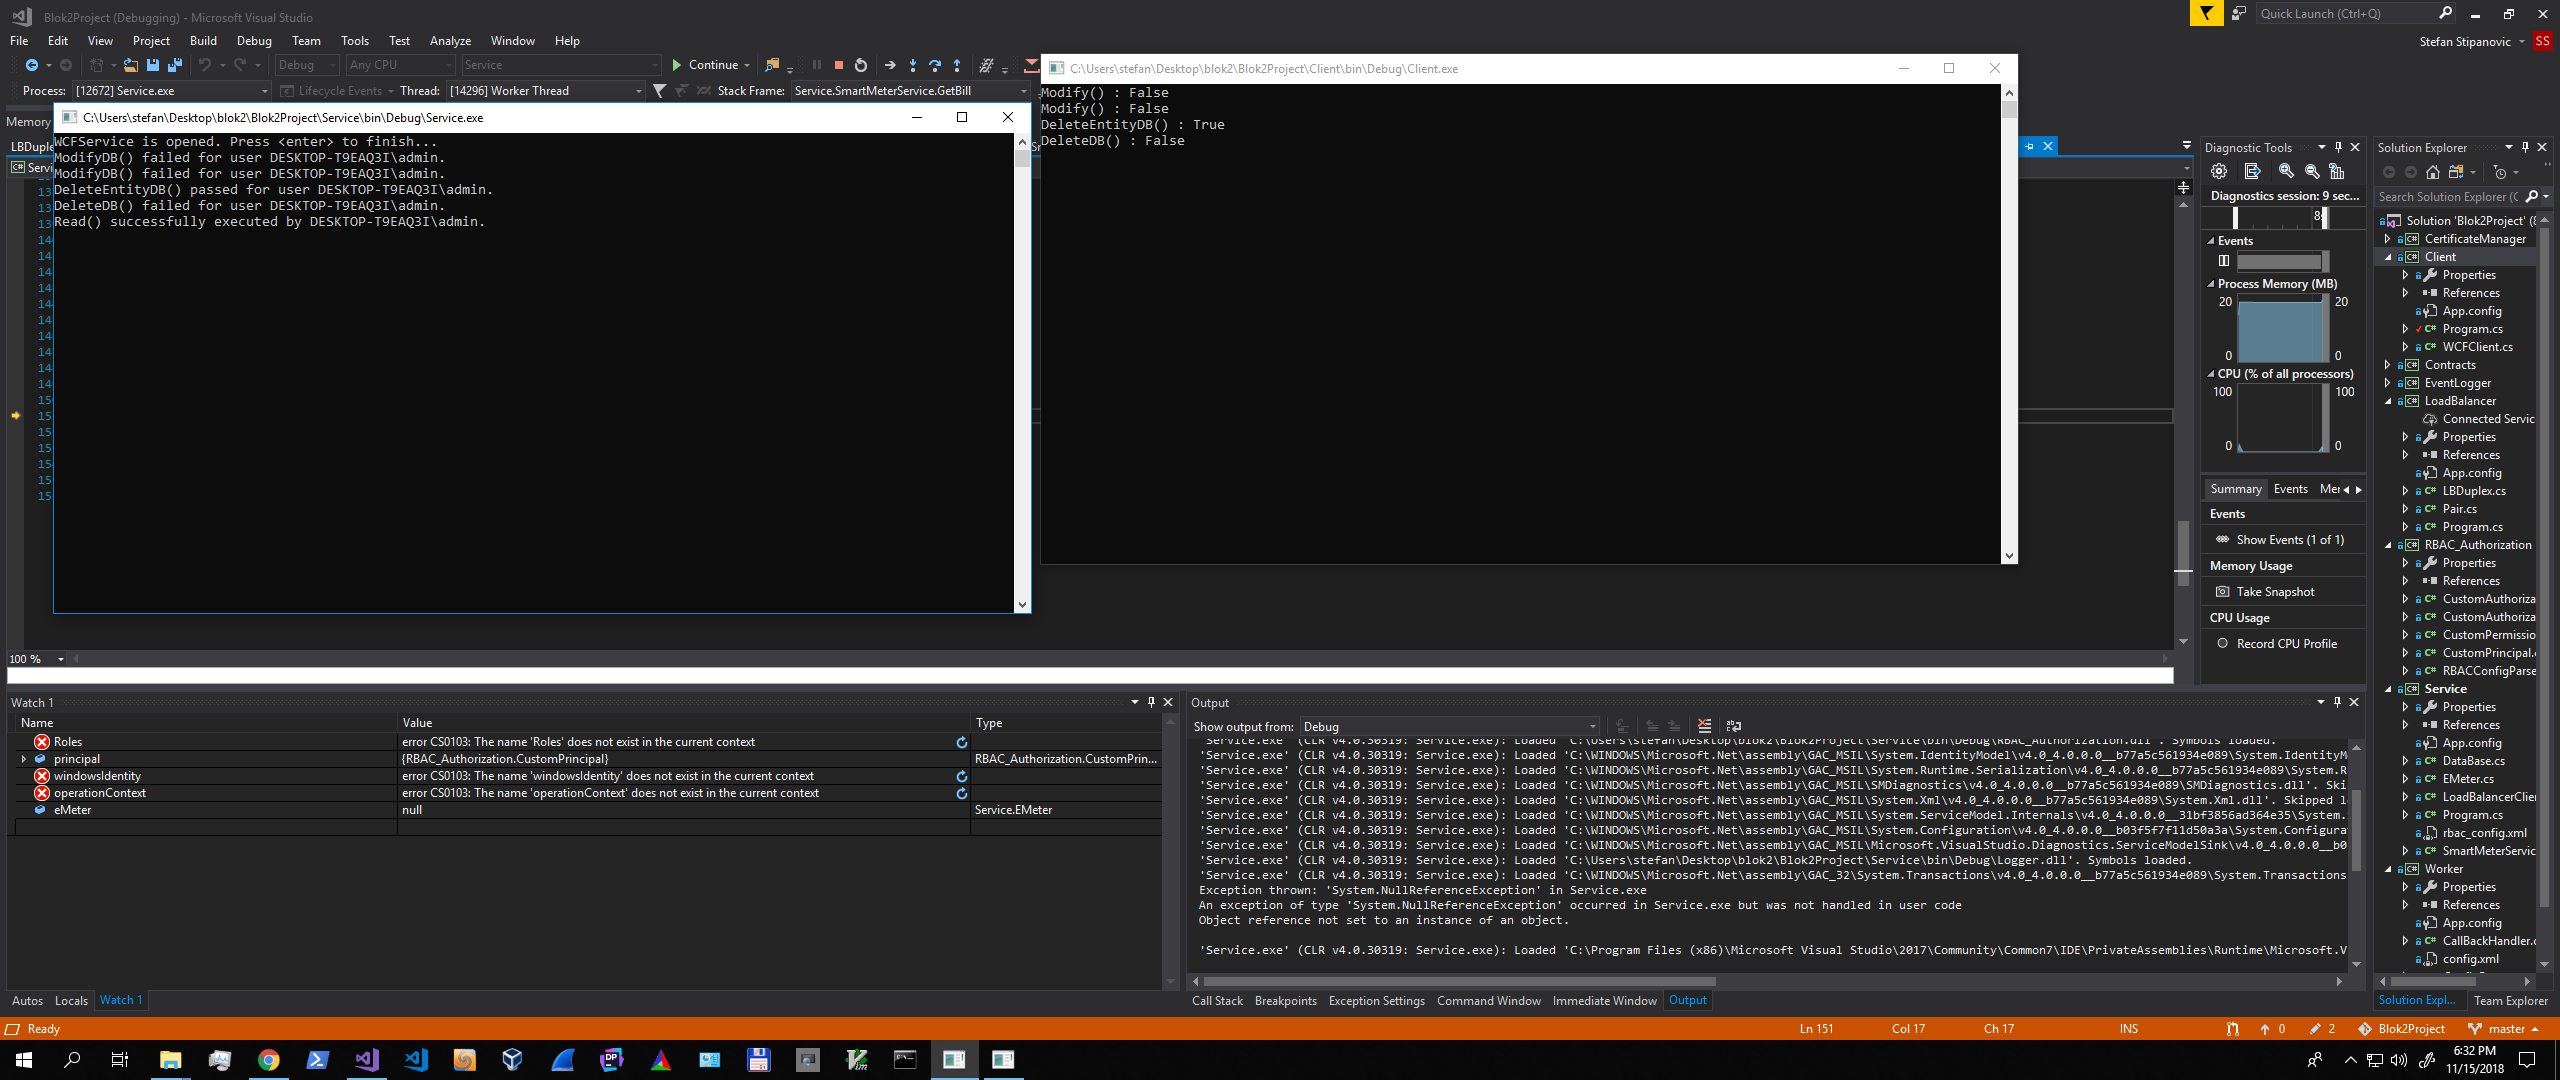 Blok2Project (Debugging) - Microsoft Visual Studio
Quick Launch (Ctrl+Q)
File Edit View Project Build Debug Team Tools Test Analyze Window Help
Stefan Stipanovic SS
Debug Any CPU Service Continue
Process: [12672] Service.exe Lifecycle Events Thread: [14296] Worker Thread Stack Frame: Service.SmartMeterService.GetBill
Memory
LBDuple
Servi
C:\Users\stefan\Desktop\blok2\Blok2Project\Service\bin\Debug\Service.exe
WCFService is opened. Press <enter> to finish...
ModifyDB() failed for user DESKTOP-T9EAQ3I\admin.
ModifyDB() failed for user DESKTOP-T9EAQ3I\admin.
DeleteEntityDB() passed for user DESKTOP-T9EAQ3I\admin.
DeleteDB() failed for user DESKTOP-T9EAQ3I\admin.
Read() successfully executed by DESKTOP-T9EAQ3I\admin.
C:\Users\stefan\Desktop\blok2\Blok2Project\Client\bin\Debug\Client.exe
Modify() : False
Modify() : False
DeleteEntityDB() : True
DeleteDB() : False
100 %
Diagnostic Tools
Diagnostics session: 9 sec...
Events
Process Memory (MB)
20 20
0 0
CPU (% of all processors)
100 100
0 0
Summary Events Me
Events
Show Events (1 of 1)
Memory Usage
Take Snapshot
CPU Usage
Record CPU Profile
Solution Explorer
Search Solution Explorer (C
Solution 'Blok2Project' (8
CertificateManager
Client
Properties
References
App.config
Program.cs
WCFClient.cs
Contracts
EventLogger
LoadBalancer
Connected Servic
Properties
References
App.config
LBDuplex.cs
Pair.cs
Program.cs
RBAC_Authorization
Properties
References
CustomAuthoriza
CustomAuthoriza
CustomPermissio
CustomPrincipal.
RBACConfigParse
Service
Properties
References
App.config
DataBase.cs
EMeter.cs
LoadBalancerClie
Program.cs
rbac_config.xml
SmartMeterServic
Worker
Properties
References
App.config
CallBackHandler.
config.xml
Solution Expl... Team Explorer
Watch 1
Name Value Type
Roles error CS0103: The name 'Roles' does not exist in the current context
principal {RBAC_Authorization.CustomPrincipal} RBAC_Authorization.CustomPrin...
windowsIdentity error CS0103: The name 'windowsIdentity' does not exist in the current context
operationContext error CS0103: The name 'operationContext' does not exist in the current context
eMeter null Service.EMeter
Autos Locals Watch 1
Output
Show output from: Debug
'Service.exe' (CLR v4.0.30319: Service.exe): Loaded 'C:\Users\stefan\Desktop\blok2\Blok2Project\Service\bin\Debug\RBAC_Authorization.dll'. Symbols loaded.
'Service.exe' (CLR v4.0.30319: Service.exe): Loaded 'C:\WINDOWS\Microsoft.Net\assembly\GAC_MSIL\System.IdentityModel\v4.0_4.0.0.0__b77a5c561934e089\System.IdentityM
'Service.exe' (CLR v4.0.30319: Service.exe): Loaded 'C:\WINDOWS\Microsoft.Net\assembly\GAC_MSIL\System.Runtime.Serialization\v4.0_4.0.0.0__b77a5c561934e089\System.R
'Service.exe' (CLR v4.0.30319: Service.exe): Loaded 'C:\WINDOWS\Microsoft.Net\assembly\GAC_MSIL\SMDiagnostics\v4.0_4.0.0.0__b77a5c561934e089\SMDiagnostics.dll'. Ski
'Service.exe' (CLR v4.0.30319: Service.exe): Loaded 'C:\WINDOWS\Microsoft.Net\assembly\GAC_MSIL\System.Xml\v4.0_4.0.0.0__b77a5c561934e089\System.Xml.dll'. Skipped l
'Service.exe' (CLR v4.0.30319: Service.exe): Loaded 'C:\WINDOWS\Microsoft.Net\assembly\GAC_MSIL\System.ServiceModel.Internals\v4.0_4.0.0.0__31bf3856ad364e35\System.
'Service.exe' (CLR v4.0.30319: Service.exe): Loaded 'C:\WINDOWS\Microsoft.Net\assembly\GAC_MSIL\System.Configuration\v4.0_4.0.0.0__b03f5f7f11d50a3a\System.Configura
'Service.exe' (CLR v4.0.30319: Service.exe): Loaded 'C:\WINDOWS\Microsoft.Net\assembly\GAC_MSIL\Microsoft.VisualStudio.Diagnostics.ServiceModelSink\v4.0_4.0.0.0__b0
'Service.exe' (CLR v4.0.30319: Service.exe): Loaded 'C:\Users\stefan\Desktop\blok2\Blok2Project\Service\bin\Debug\Logger.dll'. Symbols loaded.
'Service.exe' (CLR v4.0.30319: Service.exe): Loaded 'C:\WINDOWS\Microsoft.Net\assembly\GAC_32\System.Transactions\v4.0_4.0.0.0__b77a5c561934e089\System.Transactions
Exception thrown: 'System.NullReferenceException' in Service.exe
An exception of type 'System.NullReferenceException' occurred in Service.exe but was not handled in user code
Object reference not set to an instance of an object.
'Service.exe' (CLR v4.0.30319: Service.exe): Loaded 'C:\Program Files (x86)\Microsoft Visual Studio\2017\Community\Common7\IDE\PrivateAssemblies\Runtime\Microsoft.V
Call Stack Breakpoints Exception Settings Command Window Immediate Window Output
Ready Ln 151 Col 17 Ch 17 INS 0 2 Blok2Project master
6:32 PM
11/15/2018